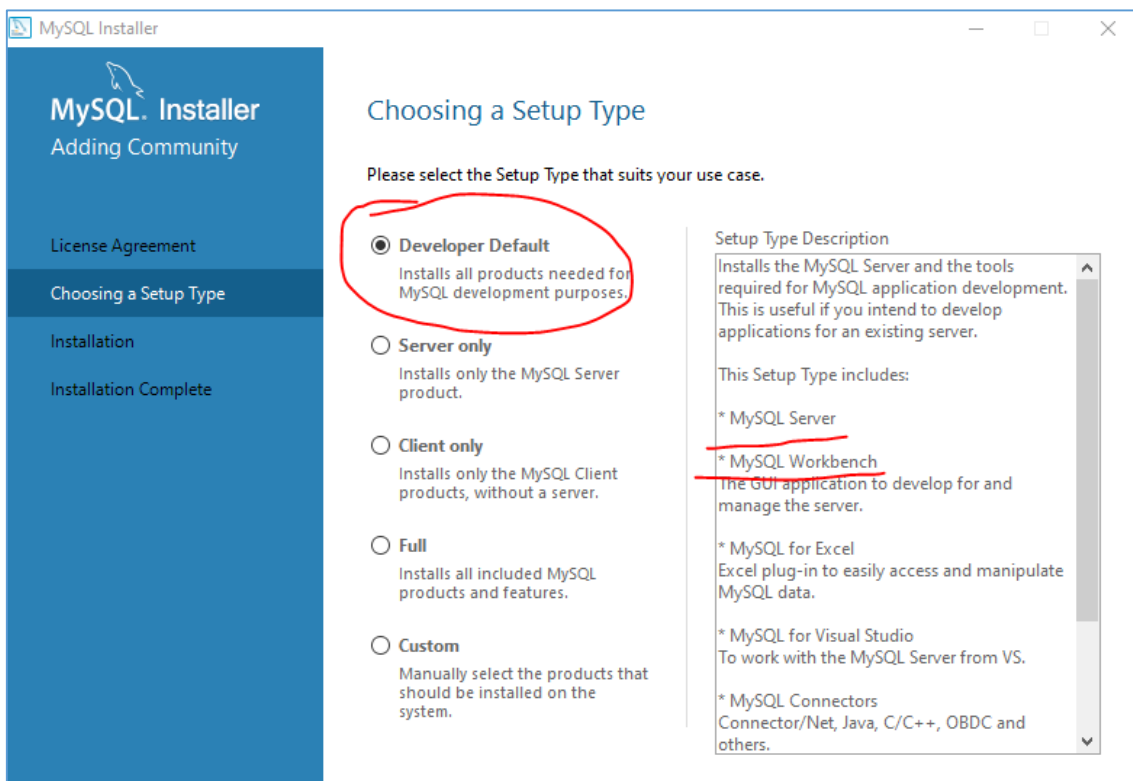 MySQL Installer
MySQL. Installer
Adding Community
License Agreement
Choosing a Setup Type
Installation
Installation Complete
Choosing a Setup Type
Please select the Setup Type that suits your use case.
Developer Default
Installs all products needed for
MySQL development purposes.
Server only
Installs only the MySQL Server
product.
Client only
Installs only the MySQL Client
products, without a server.
Full
Installs all included MySQL
products and features.
Custom
Manually select the products that
should be installed on the
system.
Setup Type Description
Installs the MySQL Server and the tools
required for MySQL application development.
This is useful if you intend to develop
applications for an existing server.
This Setup Type includes:
* MySQL Server
* MySQL Workbench
The GUI application to develop for and
manage the server.
* MySQL for Excel
Excel plug-in to easily access and manipulate
MySQL data.
* MySQL for Visual Studio
To work with the MySQL Server from VS.
* MySQL Connectors
Connector/Net, Java, C/C++, OBDC and
others.